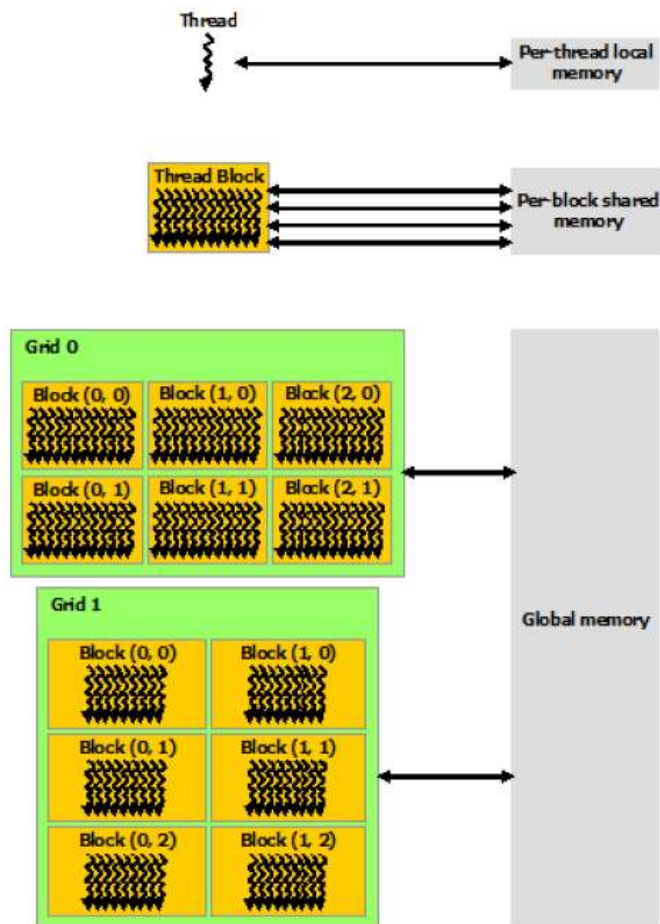 Thread
Per-thread local
memory
Thread Block
Per-block shared
memory
Grid 0
Block (0, 0)
Block (1, 0)
Block (2, 0)
Block (0, 1)
Block (1, 1)
Block (2, 1)
Grid 1
Block (0, 0)
Block (1, 0)
Global memory
Block (0, 1)
Block (1, 1)
Block (0, 2)
Block (1, 2)